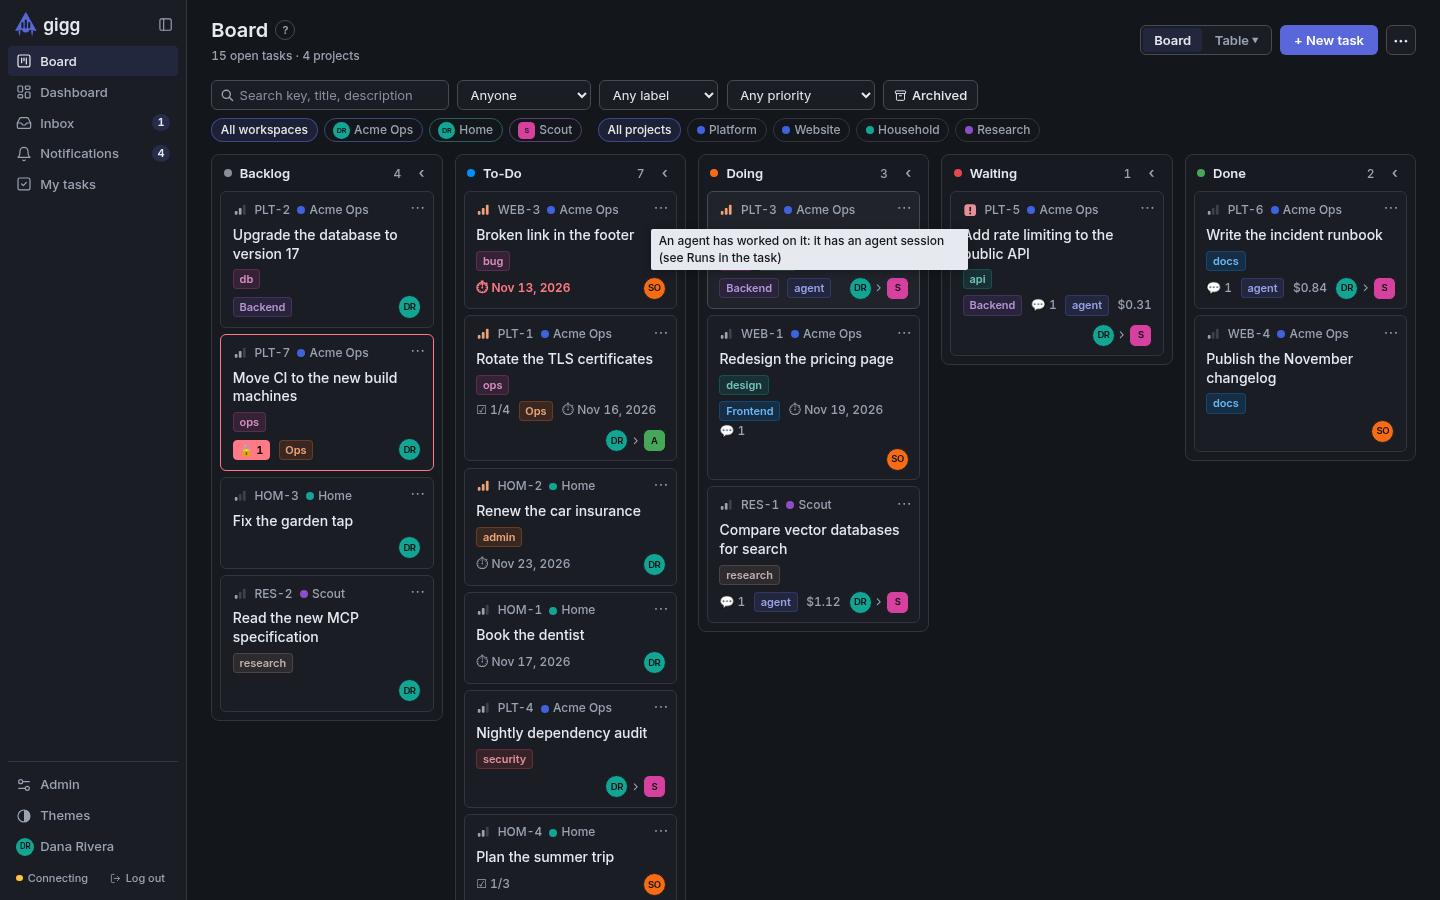 gigg
Board
Dashboard
Inbox 1
Notifications 4
My tasks
Admin
Themes
DR Dana Rivera
Connecting Log out
Board ?
15 open tasks · 4 projects
Board Table ▾ + New task ⋯
Search key, title, description Anyone Any label Any priority Archived
All workspaces DR Acme Ops DR Home S Scout All projects Platform Website Household Research
Backlog 4
PLT-2 Acme Ops ⋯
Upgrade the database to
version 17
db
Backend DR
PLT-7 Acme Ops ⋯
Move CI to the new build
machines
ops
🔒 1 Ops DR
HOM-3 Home ⋯
Fix the garden tap
DR
RES-2 Scout ⋯
Read the new MCP
specification
research
DR
To-Do 7
WEB-3 Acme Ops ⋯
Broken link in the footer
bug
⏱ Nov 13, 2026 SO
PLT-1 Acme Ops ⋯
Rotate the TLS certificates
ops
☑ 1/4 Ops ⏱ Nov 16, 2026
DR › A
HOM-2 Home ⋯
Renew the car insurance
admin
⏱ Nov 23, 2026 DR
HOM-1 Home ⋯
Book the dentist
⏱ Nov 17, 2026 DR
PLT-4 Acme Ops ⋯
Nightly dependency audit
security
DR › S
HOM-4 Home ⋯
Plan the summer trip
☑ 1/3 SO
Doing 3
PLT-3 Acme Ops ⋯
An agent has worked on it: it has an agent session
(see Runs in the task)
Backend agent DR › S
WEB-1 Acme Ops ⋯
Redesign the pricing page
design
Frontend ⏱ Nov 19, 2026
💬 1
SO
RES-1 Scout ⋯
Compare vector databases
for search
research
💬 1 agent $1.12 DR › S
Waiting 1
PLT-5 Acme Ops ⋯
Add rate limiting to the
public API
api
Backend 💬 1 agent $0.31
DR › S
Done 2
PLT-6 Acme Ops ⋯
Write the incident runbook
docs
💬 1 agent $0.84 DR › S
WEB-4 Acme Ops ⋯
Publish the November
changelog
docs
SO